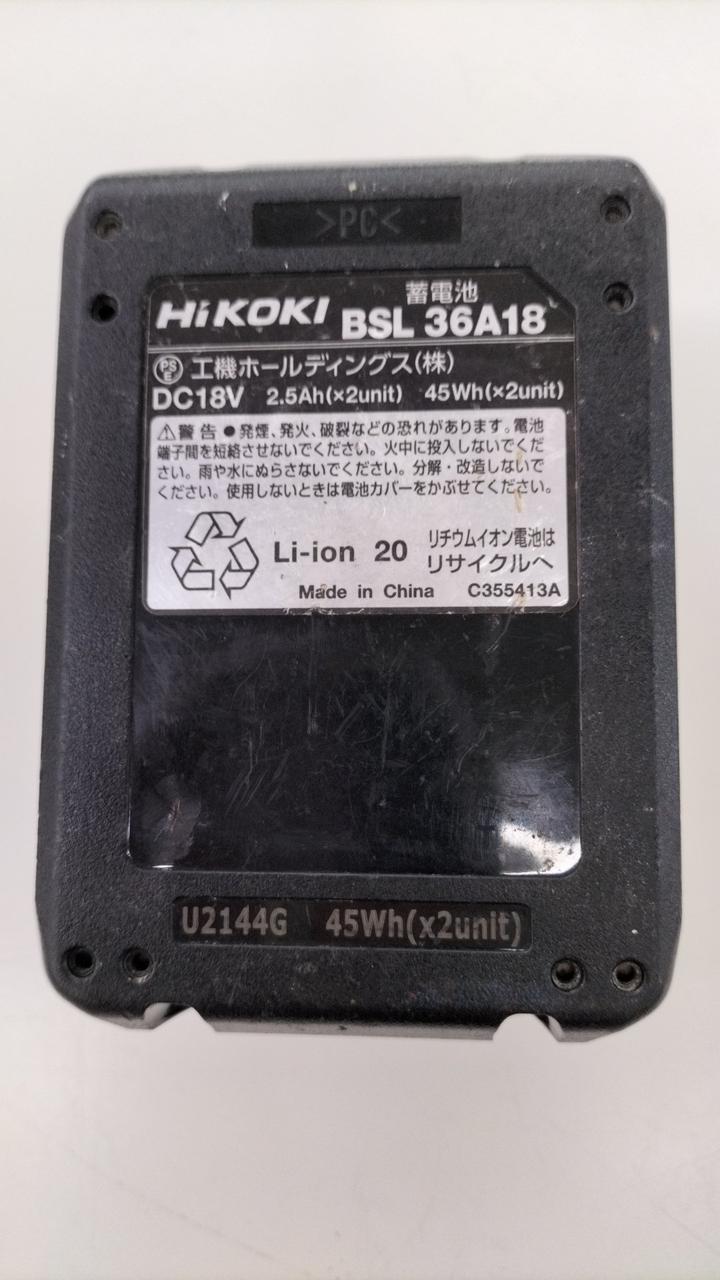 >PC<
HiKOKI 蓄電池
BSL 36A18
PS
E 工機ホールディングス(株)
DC18V 2.5Ah(×2unit) 45Wh(×2unit)
⚠警告 ●発煙、発火、破裂などの恐れがあります。電池
端子間を短絡させないでください。火中に投入しないでくだ
さい。雨や水にぬらさないでください。分解・改造しないで
ください。使用しないときは電池カバーをかぶせてください。
Li-ion 20 リチウムイオン電池は
リサイクルへ
Made in China C355413A
U2144G 45Wh(x2unit)